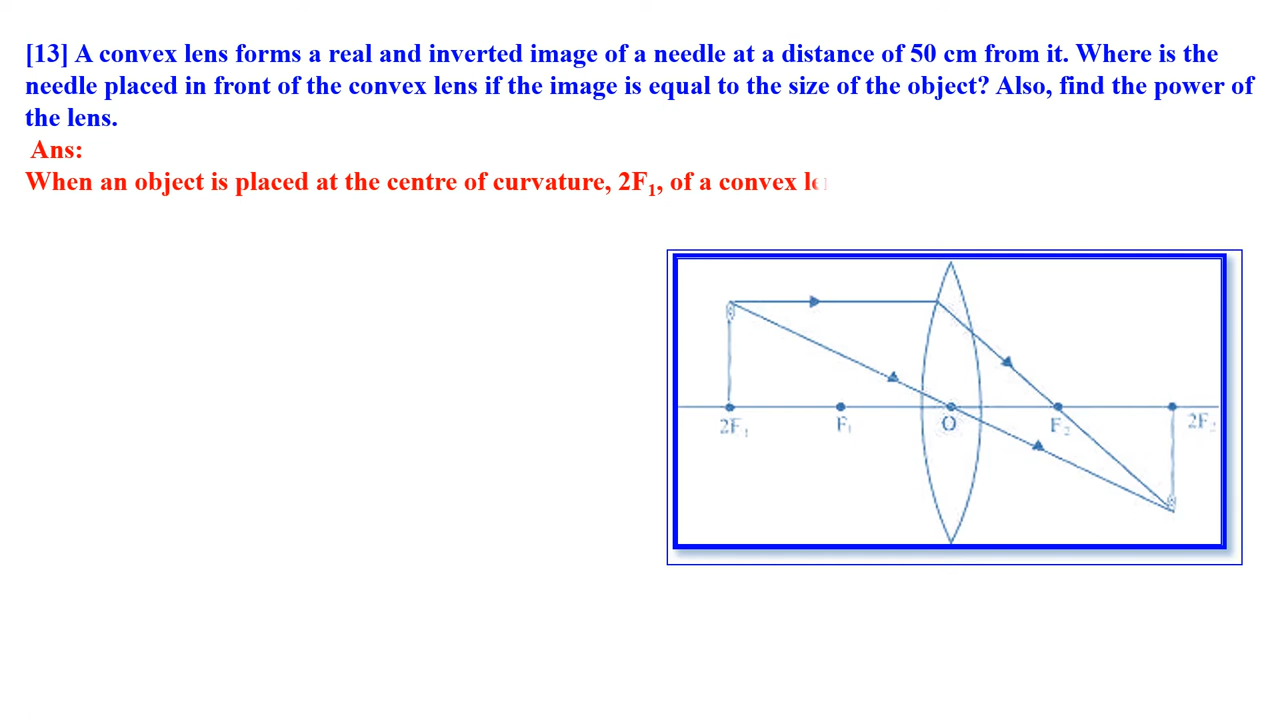 [13] A convex lens forms a real and inverted image of a needle at a distance of 50 cm from it. Where is the
needle placed in front of the convex lens if the image is equal to the size of the object? Also, find the power of
the lens.
Ans:
When an object is placed at the centre of curvature, 2F₁, of a convex
2F₁ F₁ O F₂ 2F₂